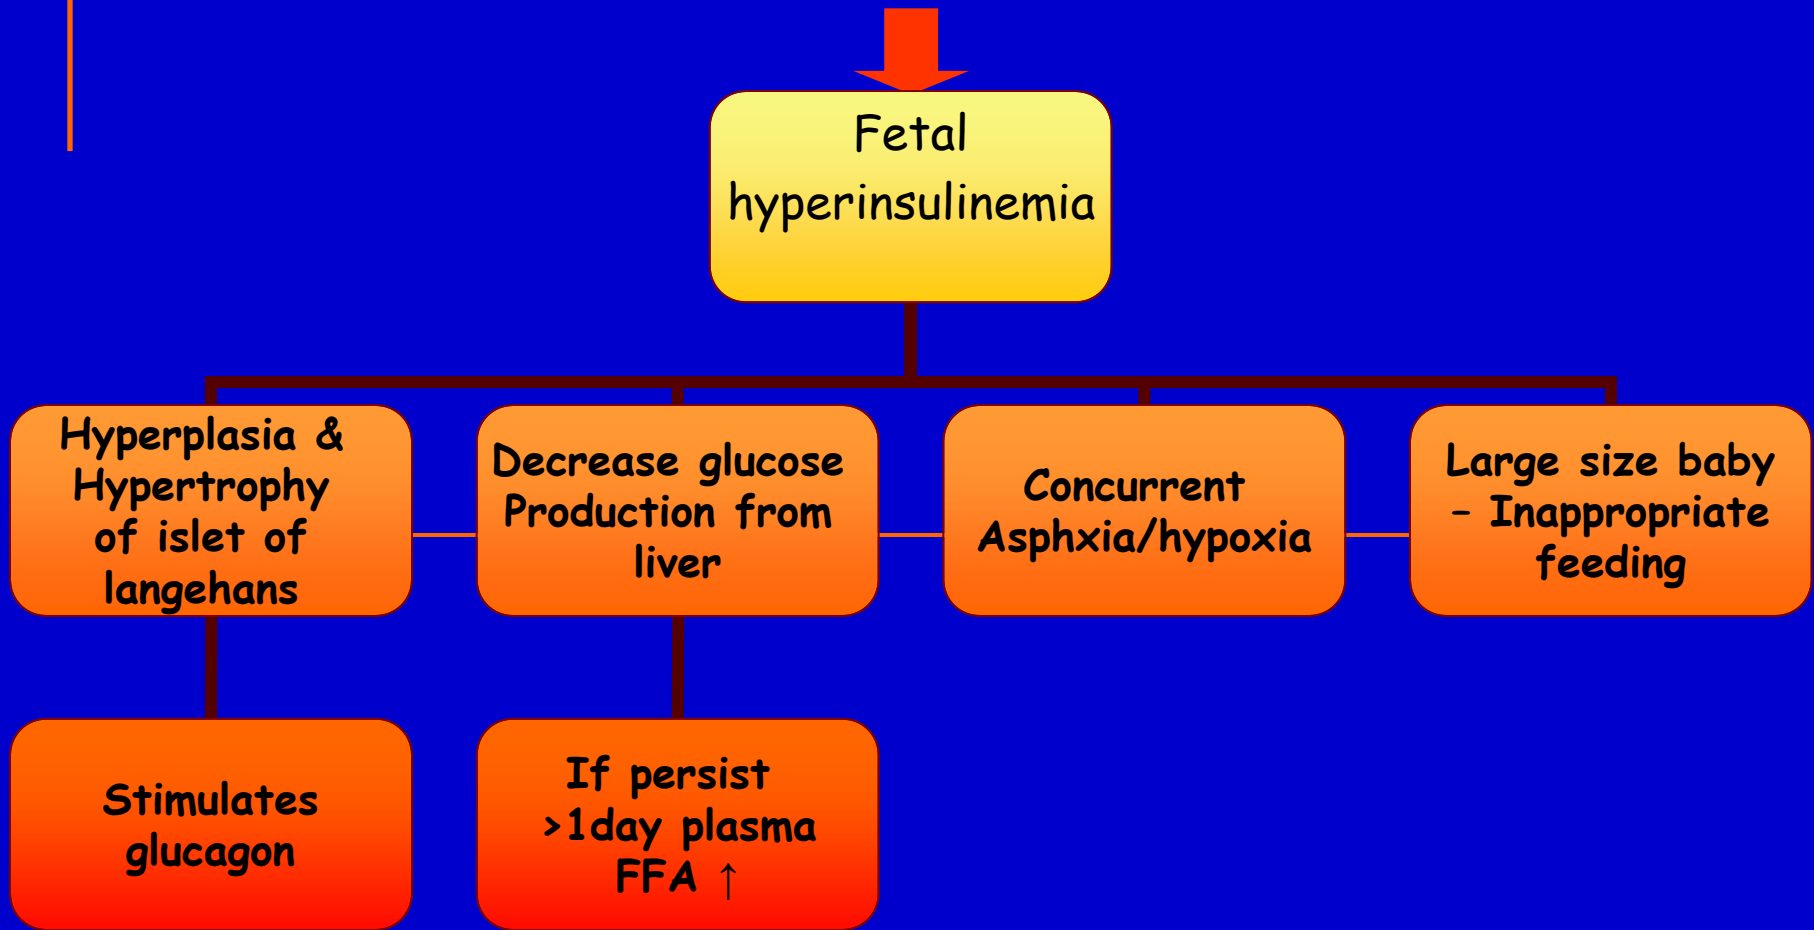 Fetal
hyperinsulinemia
Hyperplasia &
Hypertrophy
of islet of
langehans
Decrease glucose
Production from
liver
Concurrent
Asphxia/hypoxia
Large size baby
– Inappropriate
feeding
Stimulates
glucagon
If persist
>1day plasma
FFA ↑